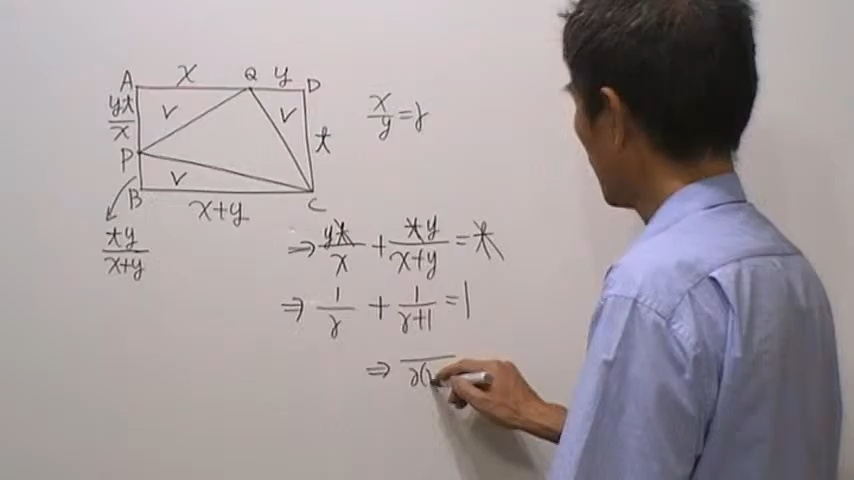 A x Q y D
yt/x v v x/y = r
P t
v
B x+y C
ty/(x+y) ⇒ yt/x + ty/(x+y) = t
⇒ 1/r + 1/(r+1) = 1
⇒ r(